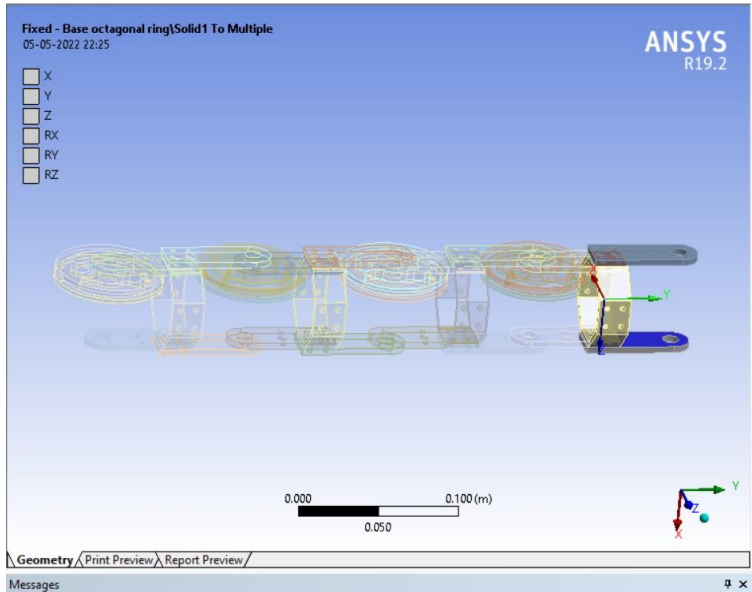 Fixed - Base octagonal ring\Solid1 To Multiple
05-05-2022 22:25
ANSYS
R19.2
X
Y
Z
RX
RY
RZ
Y
0.000 0.100 (m)
0.050
Y
Z
X
Geometry Print Preview Report Preview
Messages